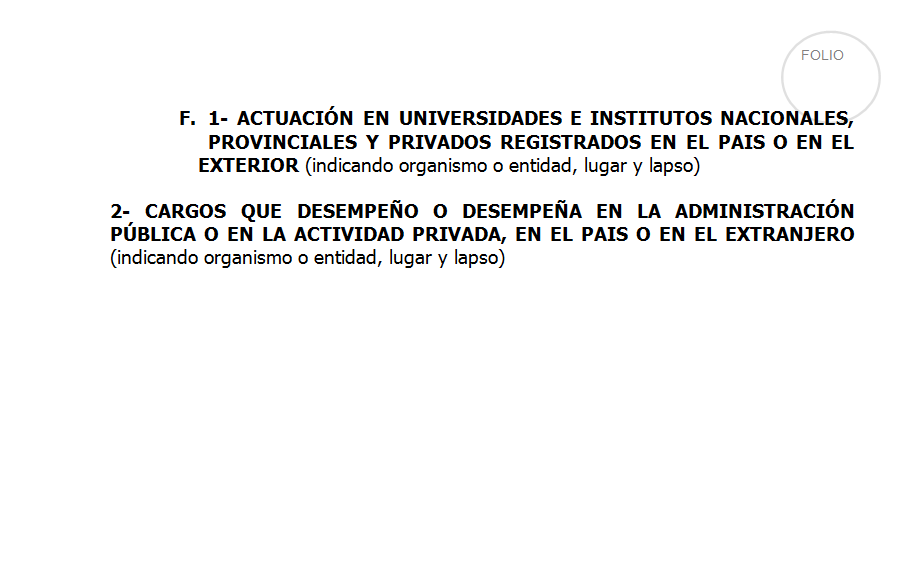 FOLIO
F. 1- ACTUACIÓN EN UNIVERSIDADES E INSTITUTOS NACIONALES,
PROVINCIALES Y PRIVADOS REGISTRADOS EN EL PAIS O EN EL
EXTERIOR (indicando organismo o entidad, lugar y lapso)
2- CARGOS QUE DESEMPEÑO O DESEMPEÑA EN LA ADMINISTRACIÓN
PÚBLICA O EN LA ACTIVIDAD PRIVADA, EN EL PAIS O EN EL EXTRANJERO
(indicando organismo o entidad, lugar y lapso)